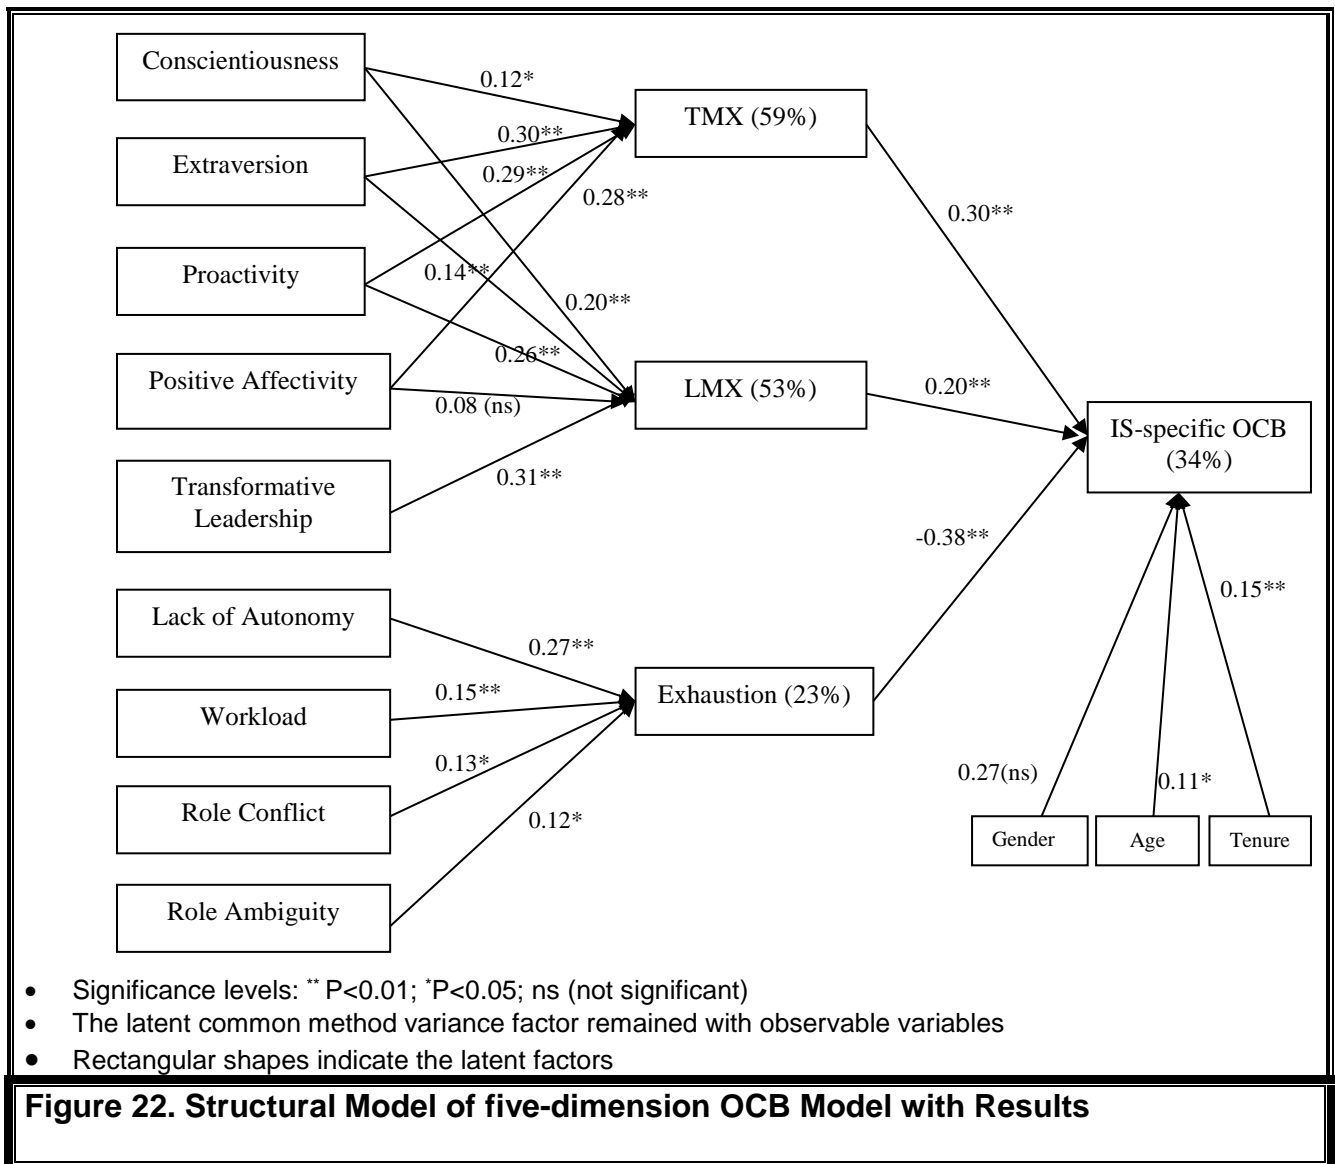 Conscientiousness
0.12*
TMX (59%)
Extraversion
0.30**
0.29**
0.28**
0.30**
Proactivity
0.14**
0.20**
0.26**
Positive Affectivity
0.08 (ns)
LMX (53%)
0.20**
IS-specific OCB
(34%)
Transformative
Leadership
0.31**
-0.38**
Lack of Autonomy
0.27**
0.15**
Workload
0.15**
Exhaustion (23%)
0.13*
Role Conflict
0.12*
0.27(ns)
0.11*
Gender
Age
Tenure
Role Ambiguity
• Significance levels: ** P<0.01; *P<0.05; ns (not significant)
• The latent common method variance factor remained with observable variables
• Rectangular shapes indicate the latent factors
Figure 22. Structural Model of five-dimension OCB Model with Results